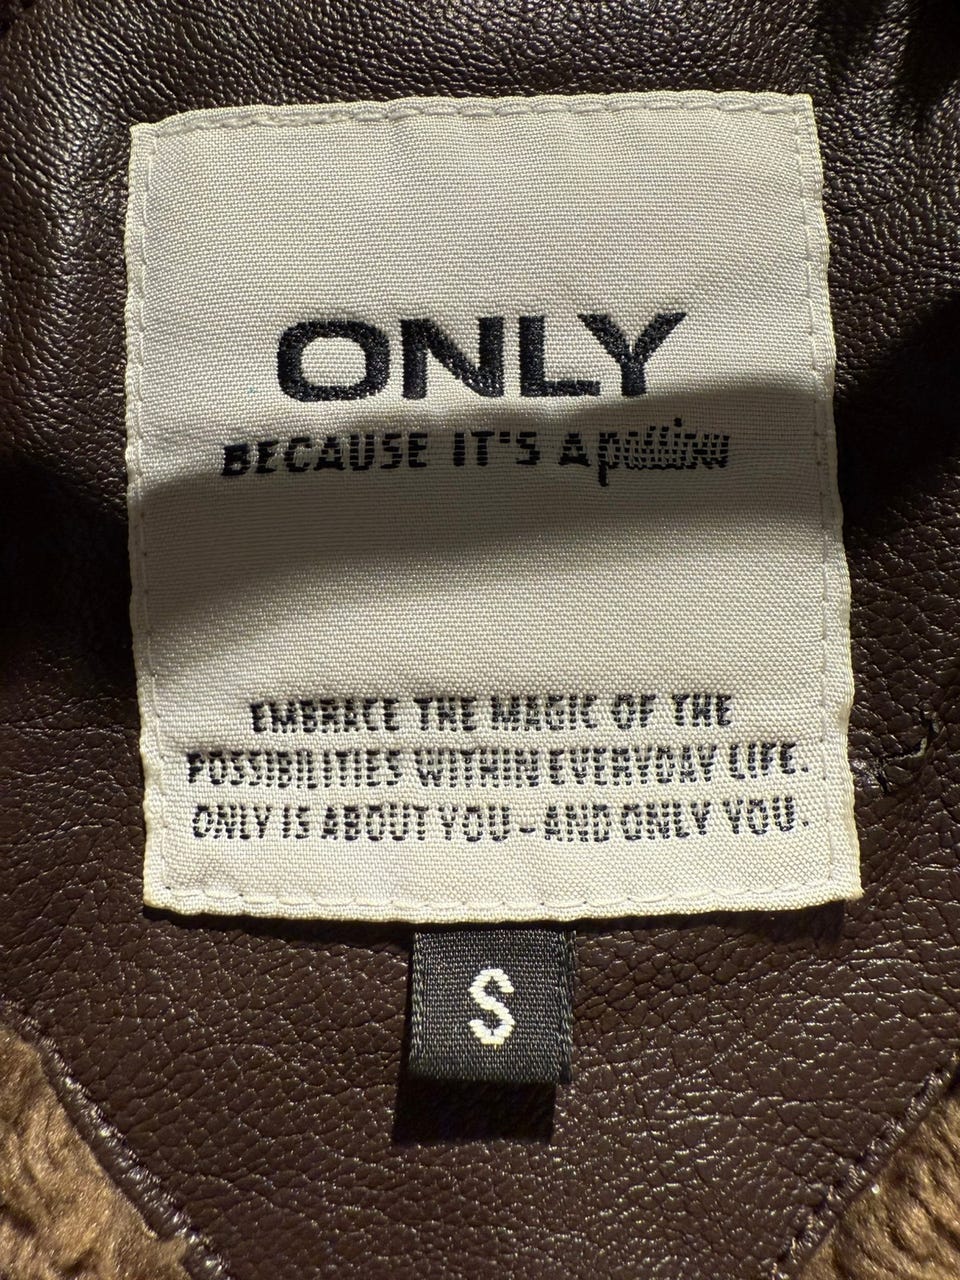 ONLY
BECAUSE IT'S A
EMBRACE THE MAGIC OF THE
POSSIBILITIES WITHIN EVERYDAY LIFE.
ONLY IS ABOUT YOU - AND ONLY YOU.
S